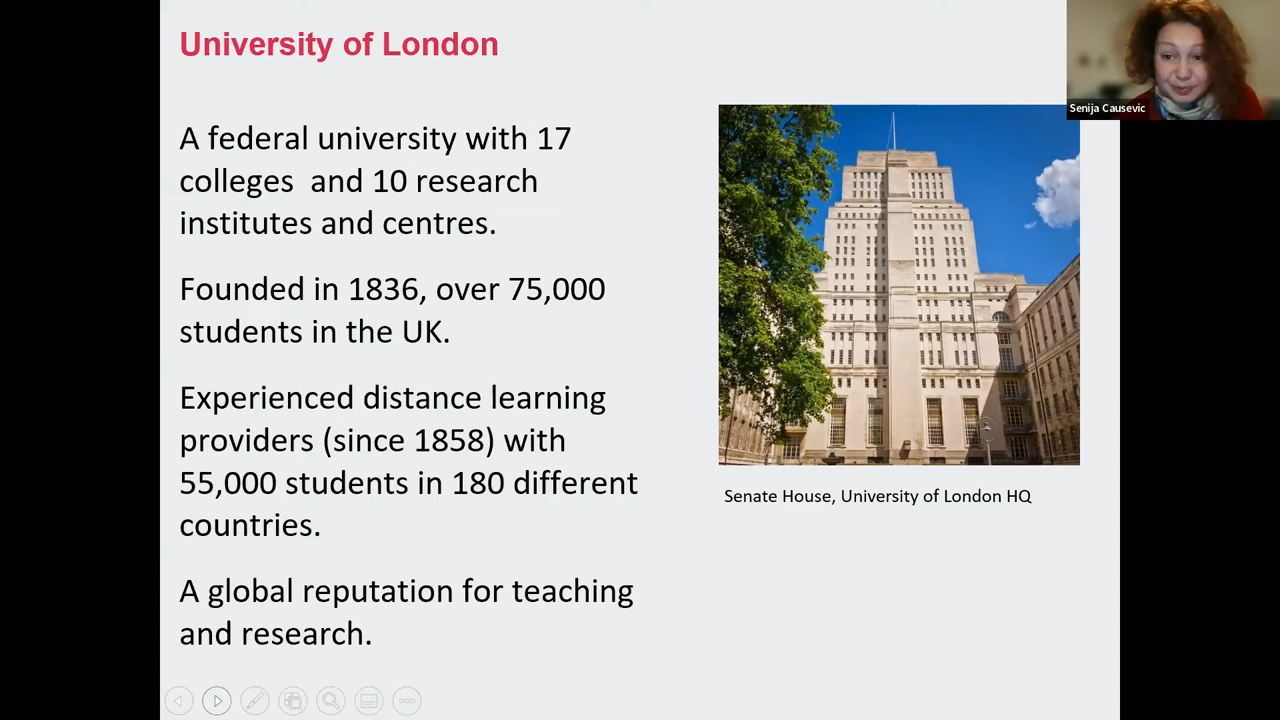 University of London
Senija Causevic
A federal university with 17
colleges  and 10 research
institutes and centres.
Founded in 1836, over 75,000
students in the UK.
Experienced distance learning
providers (since 1858) with
55,000 students in 180 different
countries.
A global reputation for teaching
and research.
Senate House, University of London HQ